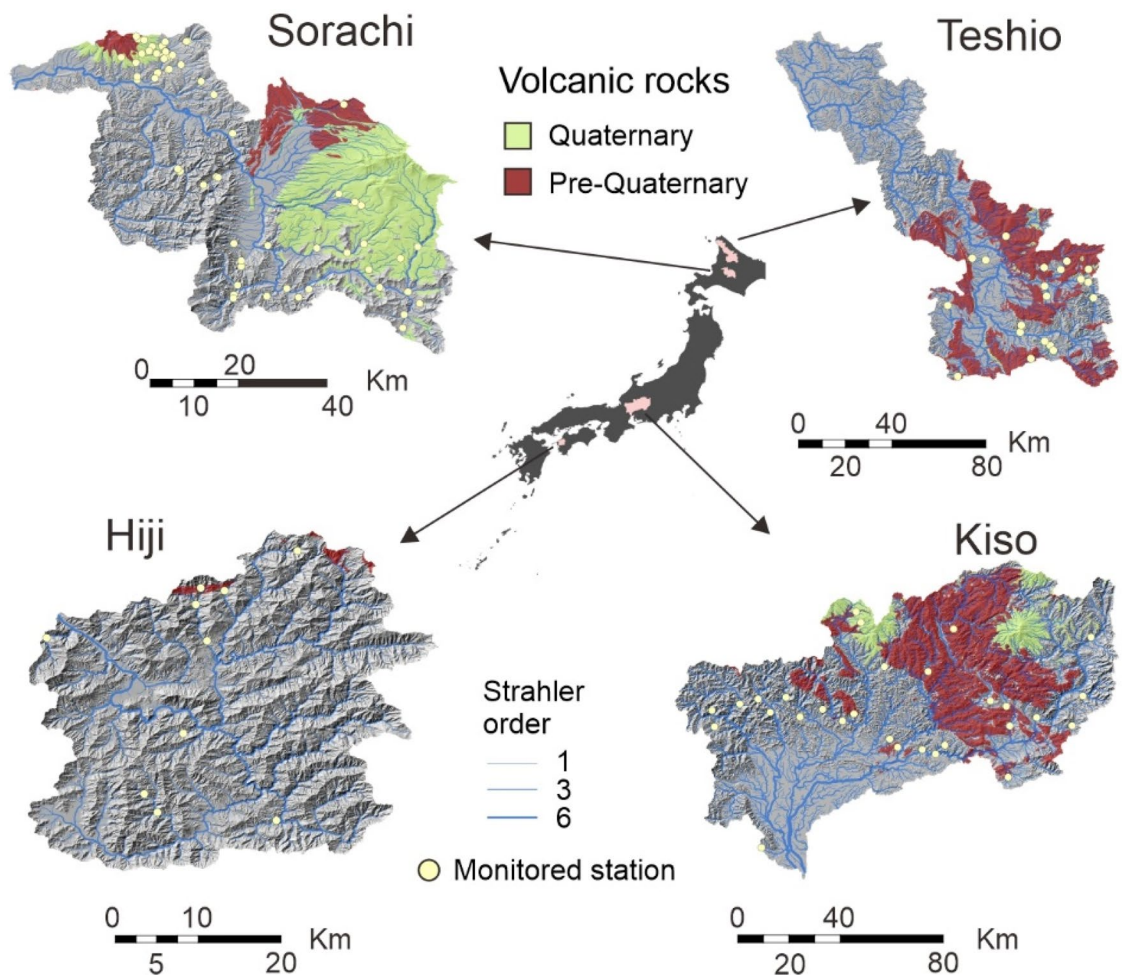 Sorachi
Teshio
Volcanic rocks
Quaternary
Pre-Quaternary
0 20 Km
10 40
0 40 Km
20 80
Hiji
Kiso
Strahler
order
1
3
6
Monitored station
0 10 Km
5 20
0 40 Km
20 80